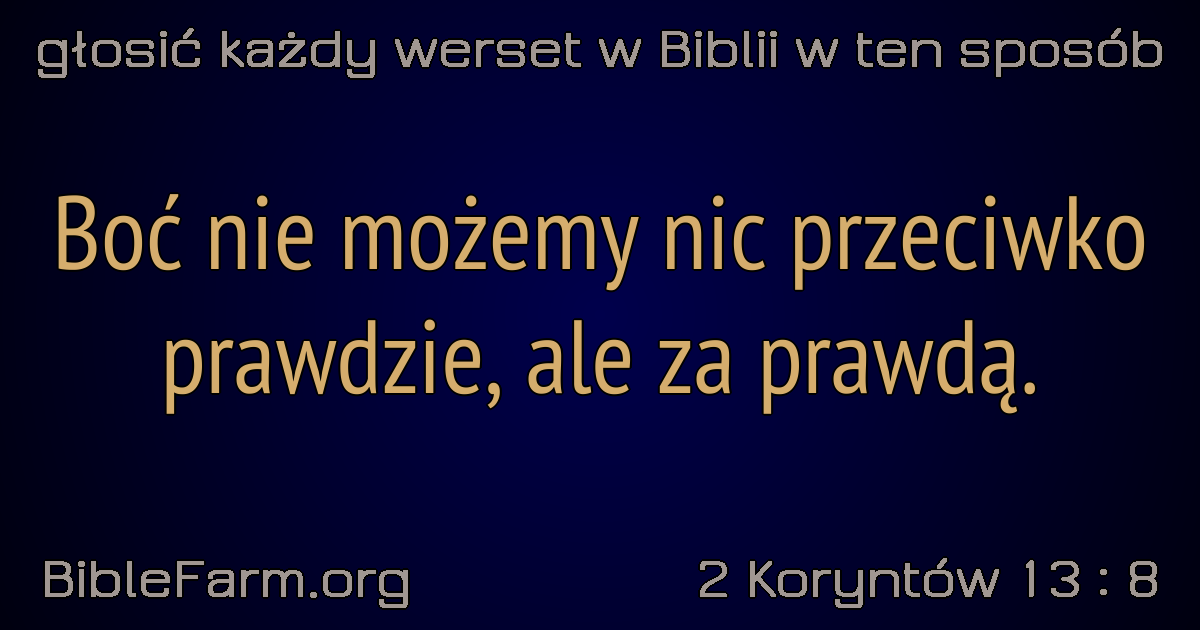 głosić każdy werset w Biblii w ten sposób
Boć nie możemy nic przeciwko
prawdzie, ale za prawdą.
BibleFarm.org
2 Koryntów 13 : 8